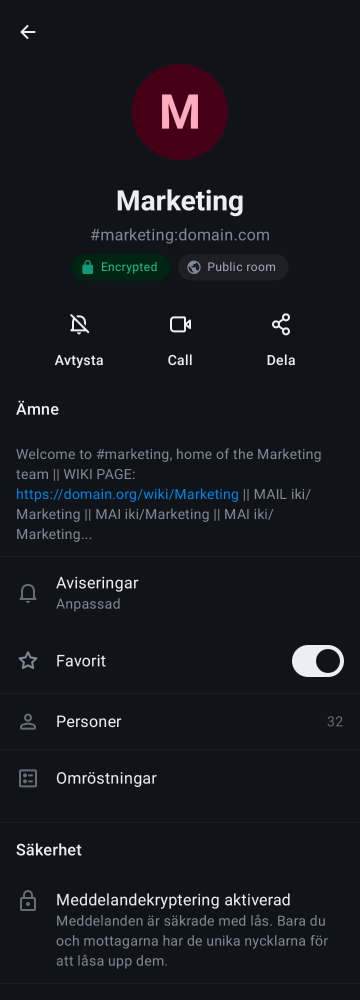 M
Marketing
#marketing:domain.com
Encrypted
Public room
Avtysta
Call
Dela
Ämne
Welcome to #marketing, home of the Marketing
team || WIKI PAGE:
https://domain.org/wiki/Marketing || MAIL iki/
Marketing || MAI iki/Marketing || MAI iki/
Marketing...
Aviseringar
Anpassad
Favorit
Personer
32
Omröstningar
Säkerhet
Meddelandekryptering aktiverad
Meddelanden är säkrade med lås. Bara du
och mottagarna har de unika nycklarna för
att låsa upp dem.